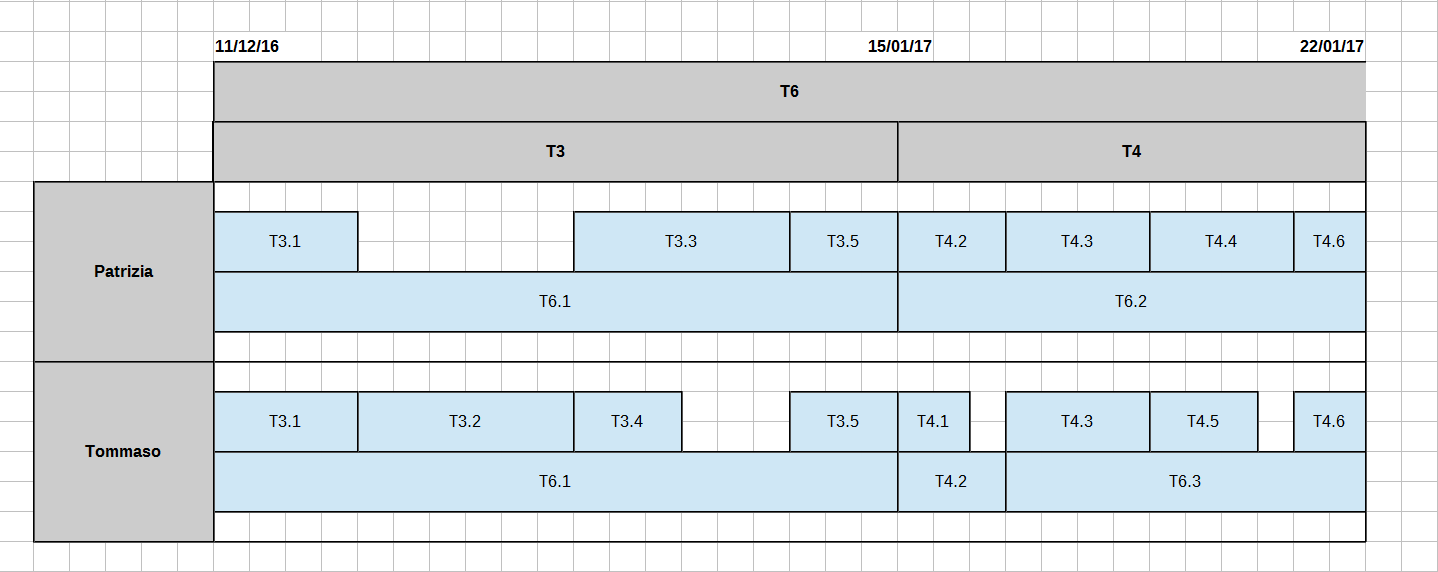 11/12/16 15/01/17 22/01/17
T6
T3 T4
Patrizia
T3.1 T3.3 T3.5 T4.2 T4.3 T4.4 T4.6
T6.1 T6.2
Tommaso
T3.1 T3.2 T3.4 T3.5 T4.1 T4.3 T4.5 T4.6
T6.1 T4.2 T6.3